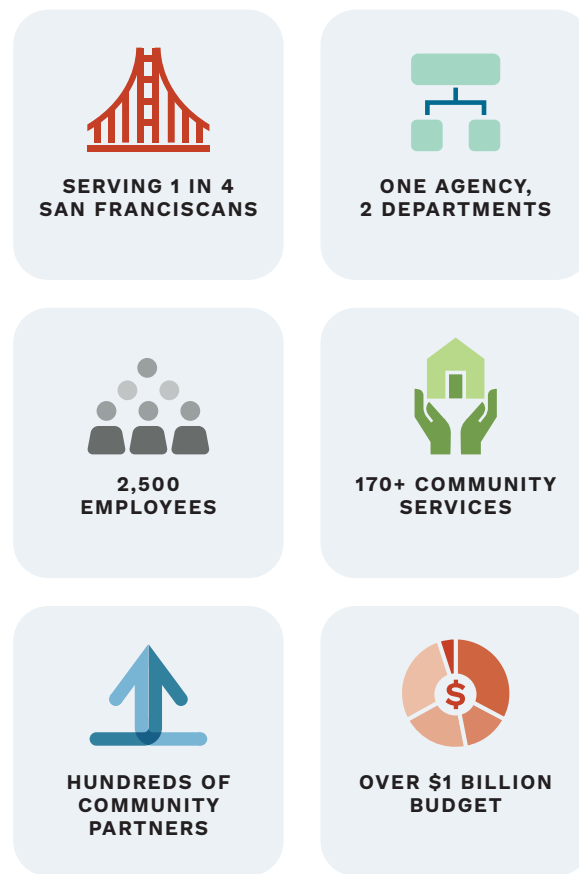 SERVING 1 IN 4
SAN FRANCISCANS
ONE AGENCY,
2 DEPARTMENTS
2,500
EMPLOYEES
170+ COMMUNITY
SERVICES
HUNDREDS OF
COMMUNITY
PARTNERS
$
OVER $1 BILLION
BUDGET